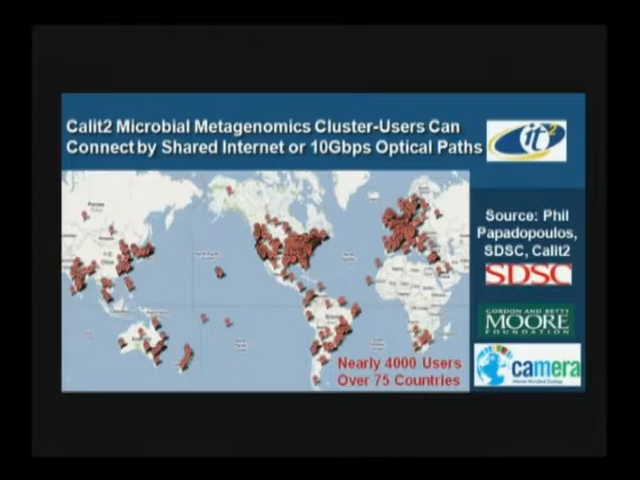 Calit2 Microbial Metagenomics Cluster-Users Can
Connect by Shared Internet or 10Gbps Optical Paths
it2
Source: Phil
Papadopoulos,
SDSC, Calit2
SDSC
GORDON AND BETTY
MOORE
FOUNDATION
camera
Nearly 4000 Users
Over 75 Countries